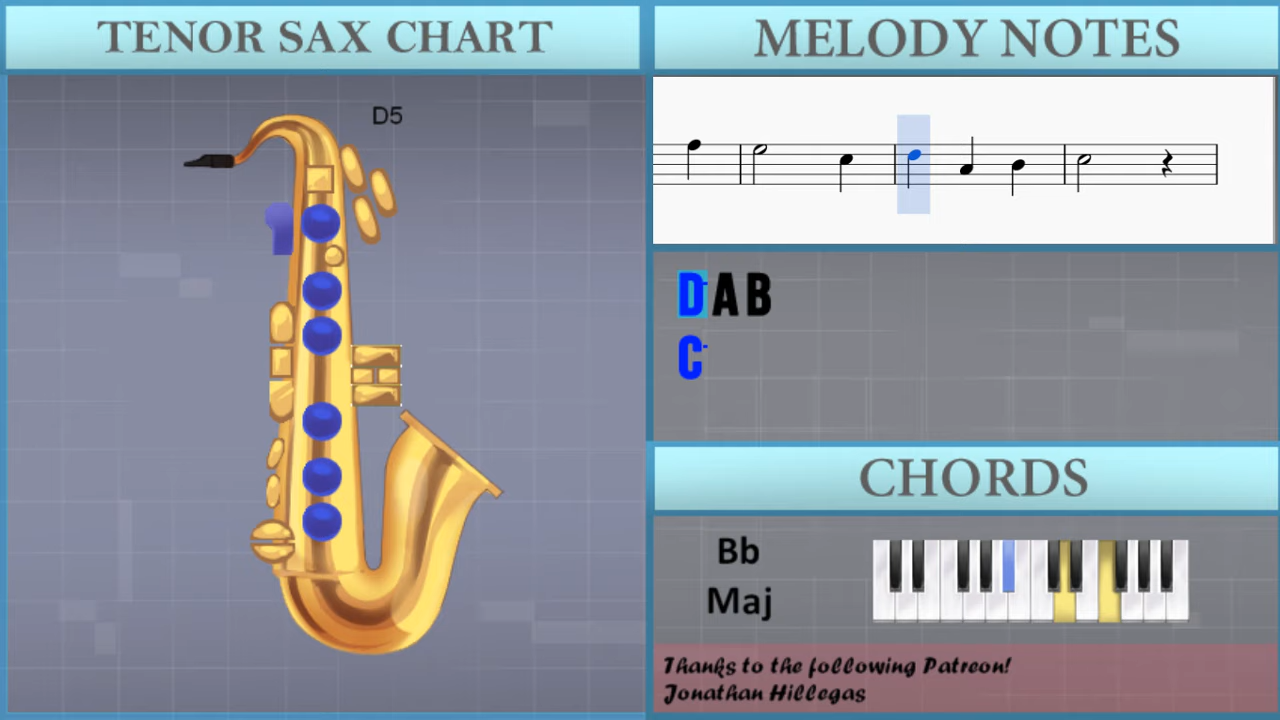 TENOR SAX CHART
D5
MELODY NOTES
D A B
C
CHORDS
Bb
Maj
Thanks to the following Patreon!
Jonathan Hillegas